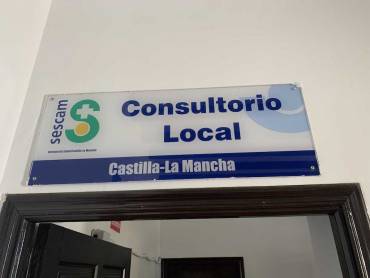 sescam
Consultorio
Local
Castilla-La Mancha